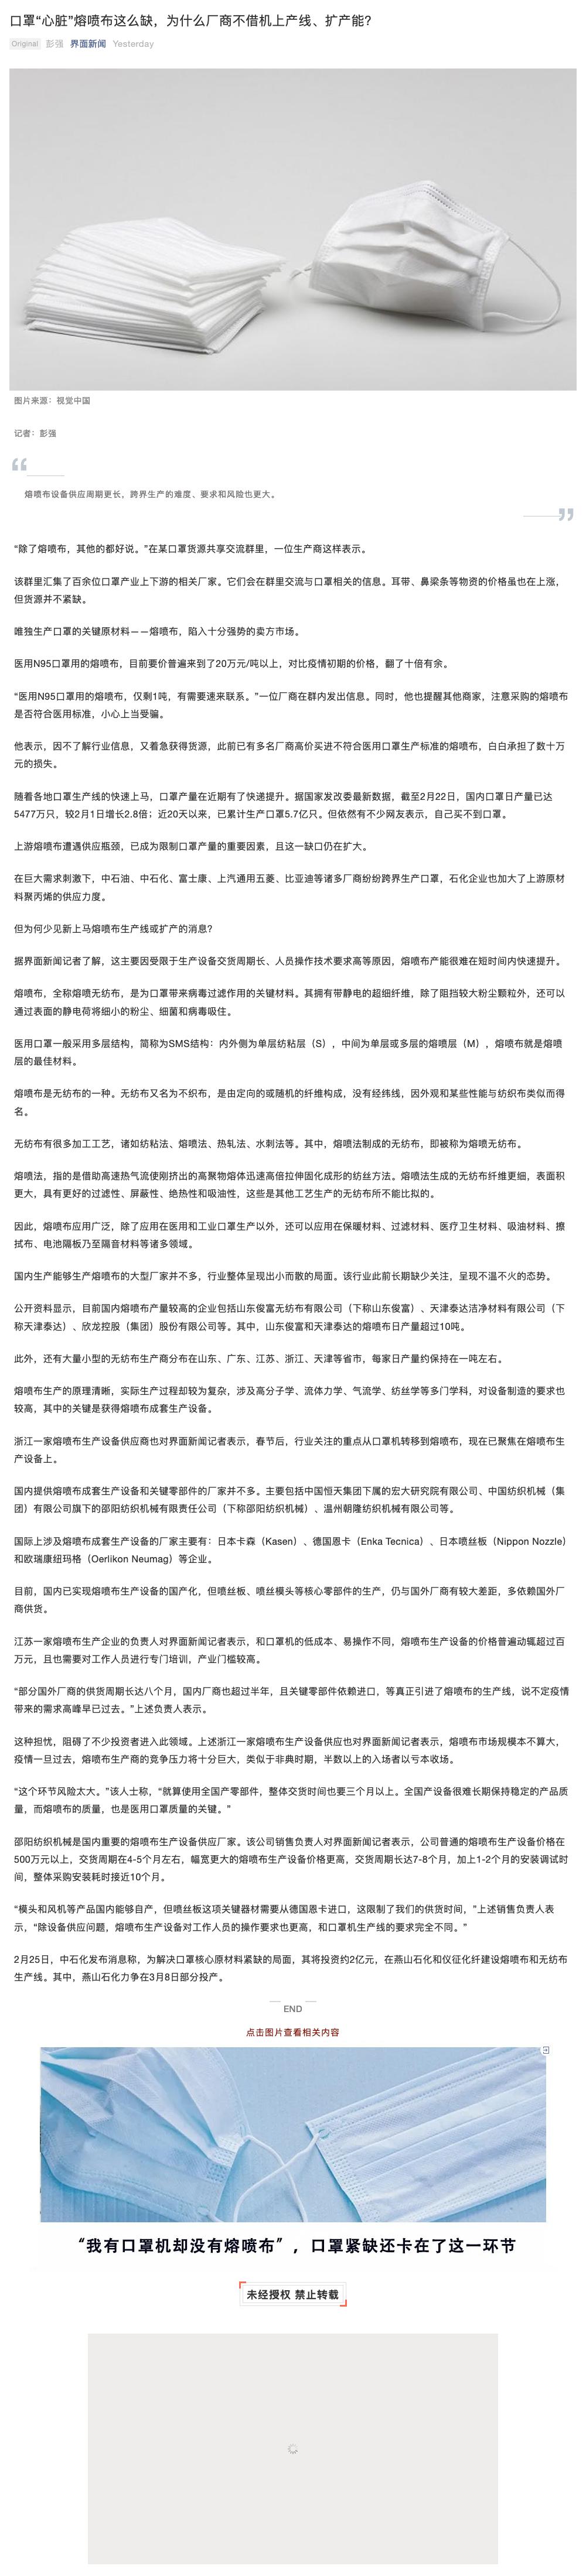 口罩“心脏”熔喷布这么缺，为什么厂商不借机上产线、扩产能?
Original 彭强 界面新闻 Yesterday
图片来源：视觉中国
记者：彭强
“
熔喷布设备供应周期更长，跨界生产的难度、要求和风险也更大。
”
“除了熔喷布，其他的都好说。”在某口罩货源共享交流群里，一位生产商这样表示。
该群里汇集了百余位口罩产业上下游的相关厂家。它们会在群里交流与口罩相关的信息。耳带、鼻梁条等物资的价格虽也在上涨，
但货源并不紧缺。
唯独生产口罩的关键原材料——熔喷布，陷入十分强势的卖方市场。
医用N95口罩用的熔喷布，目前要价普遍来到了20万元/吨以上，对比疫情初期的价格，翻了十倍有余。
“医用N95口罩用的熔喷布，仅剩1吨，有需要速来联系。”一位厂商在群内发出信息。同时，他也提醒其他商家，注意采购的熔喷布
是否符合医用标准，小心上当受骗。
他表示，因不了解行业信息，又着急获得货源，此前已有多名厂商高价买进不符合医用口罩生产标准的熔喷布，白白承担了数十万
元的损失。
随着各地口罩生产线的快速上马，口罩产量在近期有了快递提升。据国家发改委最新数据，截至2月22日，国内口罩日产量已达
5477万只，较2月1日增长2.8倍；近20天以来，已累计生产口罩5.7亿只。但依然有不少网友表示，自己买不到口罩。
上游熔喷布遭遇供应瓶颈，已成为限制口罩产量的重要因素，且这一缺口仍在扩大。
在巨大需求刺激下，中石油、中石化、富士康、上汽通用五菱、比亚迪等诸多厂商纷纷跨界生产口罩，石化企业也加大了上游原材
料聚丙烯的供应力度。
但为何少见新上马熔喷布生产线或扩产的消息?
据界面新闻记者了解，这主要因受限于生产设备交货周期长、人员操作技术要求高等原因，熔喷布产能很难在短时间内快速提升。
熔喷布，全称熔喷无纺布，是为口罩带来病毒过滤作用的关键材料。其拥有带静电的超细纤维，除了阻挡较大粉尘颗粒外，还可以
通过表面的静电荷将细小的粉尘、细菌和病毒吸住。
医用口罩一般采用多层结构，简称为SMS结构：内外侧为单层纺粘层（S），中间为单层或多层的熔喷层（M），熔喷布就是熔喷
层的最佳材料。
熔喷布是无纺布的一种。无纺布又名为不织布，是由定向的或随机的纤维构成，没有经纬线，因外观和某些性能与纺织布类似而得
名。
无纺布有很多加工工艺，诸如纺粘法、熔喷法、热轧法、水刺法等。其中，熔喷法制成的无纺布，即被称为熔喷无纺布。
熔喷法，指的是借助高速热气流使刚挤出的高聚物熔体迅速高倍拉伸固化成形的纺丝方法。熔喷法生成的无纺布纤维更细，表面积
更大，具有更好的过滤性、屏蔽性、绝热性和吸油性，这些是其他工艺生产的无纺布所不能比拟的。
因此，熔喷布应用广泛，除了应用在医用和工业口罩生产以外，还可以应用在保暖材料、过滤材料、医疗卫生材料、吸油材料、擦
拭布、电池隔板乃至隔音材料等诸多领域。
国内生产能够生产熔喷布的大型厂家并不多，行业整体呈现出小而散的局面。该行业此前长期缺少关注，呈现不温不火的态势。
公开资料显示，目前国内熔喷布产量较高的企业包括山东俊富无纺布有限公司（下称山东俊富）、天津泰达洁净材料有限公司（下
称天津泰达）、欣龙控股（集团）股份有限公司等。其中，山东俊富和天津泰达的熔喷布日产量超过10吨。
此外，还有大量小型的无纺布生产商分布在山东、广东、江苏、浙江、天津等省市，每家日产量约保持在一吨左右。
熔喷布生产的原理清晰，实际生产过程却较为复杂，涉及高分子学、流体力学、气流学、纺丝学等多门学科，对设备制造的要求也
较高，其中的关键是获得熔喷布成套生产设备。
浙江一家熔喷布生产设备供应商也对界面新闻记者表示，春节后，行业关注的重点从口罩机转移到熔喷布，现在已聚焦在熔喷布生
产设备上。
国内提供熔喷布成套生产设备和关键零部件的厂家并不多。主要包括中国恒天集团下属的宏大研究院有限公司、中国纺织机械（集
团）有限公司旗下的邵阳纺织机械有限责任公司（下称邵阳纺织机械）、温州朝隆纺织机械有限公司等。
国际上涉及熔喷布成套生产设备的厂家主要有：日本卡森（Kasen）、德国恩卡（Enka Tecnica）、日本喷丝板（Nippon Nozzle）
和欧瑞康纽玛格（Oerlikon Neumag）等企业。
目前，国内已实现熔喷布生产设备的国产化，但喷丝板、喷丝模头等核心零部件的生产，仍与国外厂商有较大差距，多依赖国外厂
商供货。
江苏一家熔喷布生产企业的负责人对界面新闻记者表示，和口罩机的低成本、易操作不同，熔喷布生产设备的价格普遍动辄超过百
万元，且也需要对工作人员进行专门培训，产业门槛较高。
“部分国外厂商的供货周期长达八个月，国内厂商也超过半年，且关键零部件依赖进口，等真正引进了熔喷布的生产线，说不定疫情
带来的需求高峰早已过去。”上述负责人表示。
这种担忧，阻碍了不少投资者进入此领域。上述浙江一家熔喷布生产设备供应也对界面新闻记者表示，熔喷布市场规模本不算大，
疫情一旦过去，熔喷布生产商的竞争压力将十分巨大，类似于非典时期，半数以上的入场者以亏本收场。
“这个环节风险太大。”该人士称，“就算使用全国产零部件，整体交货时间也要三个月以上。全国产设备很难长期保持稳定的产品质
量，而熔喷布的质量，也是医用口罩质量的关键。”
邵阳纺织机械是国内重要的熔喷布生产设备供应厂家。该公司销售负责人对界面新闻记者表示，公司普通的熔喷布生产设备价格在
500万元以上，交货周期在4-5个月左右，幅宽更大的熔喷布生产设备价格更高，交货周期长达7-8个月，加上1-2个月的安装调试时
间，整体采购安装耗时接近10个月。
“模头和风机等产品国内能够自产，但喷丝板这项关键器材需要从德国恩卡进口，这限制了我们的供货时间，”上述销售负责人表
示，“除设备供应问题，熔喷布生产设备对工作人员的操作要求也更高，和口罩机生产线的要求完全不同。”
2月25日，中石化发布消息称，为解决口罩核心原材料紧缺的局面，其将投资约2亿元，在燕山石化和仪征化纤建设熔喷布和无纺布
生产线。其中，燕山石化力争在3月8日部分投产。
END
点击图片查看相关内容
“我有口罩机却没有熔喷布”，口罩紧缺还卡在了这一环节
未经授权 禁止转载